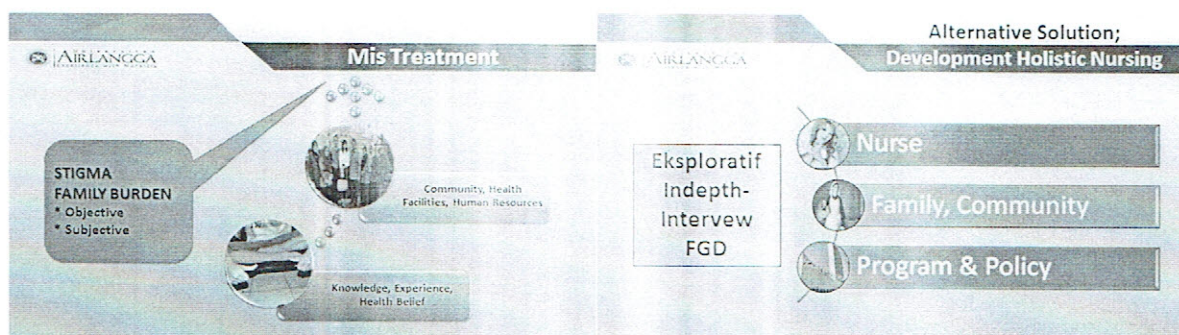 AIRLANGGA
Mis Treatment
STIGMA
FAMILY BURDEN
* Objective
* Subjective
Community, Health
Facilities, Human Resources
Knowledge, Experience,
Health Belief
AIRLANGGA
Alternative Solution;
Development Holistic Nursing
Eksploratif
Indepth-
Intervew
FGD
Nurse
Family, Community
Program & Policy